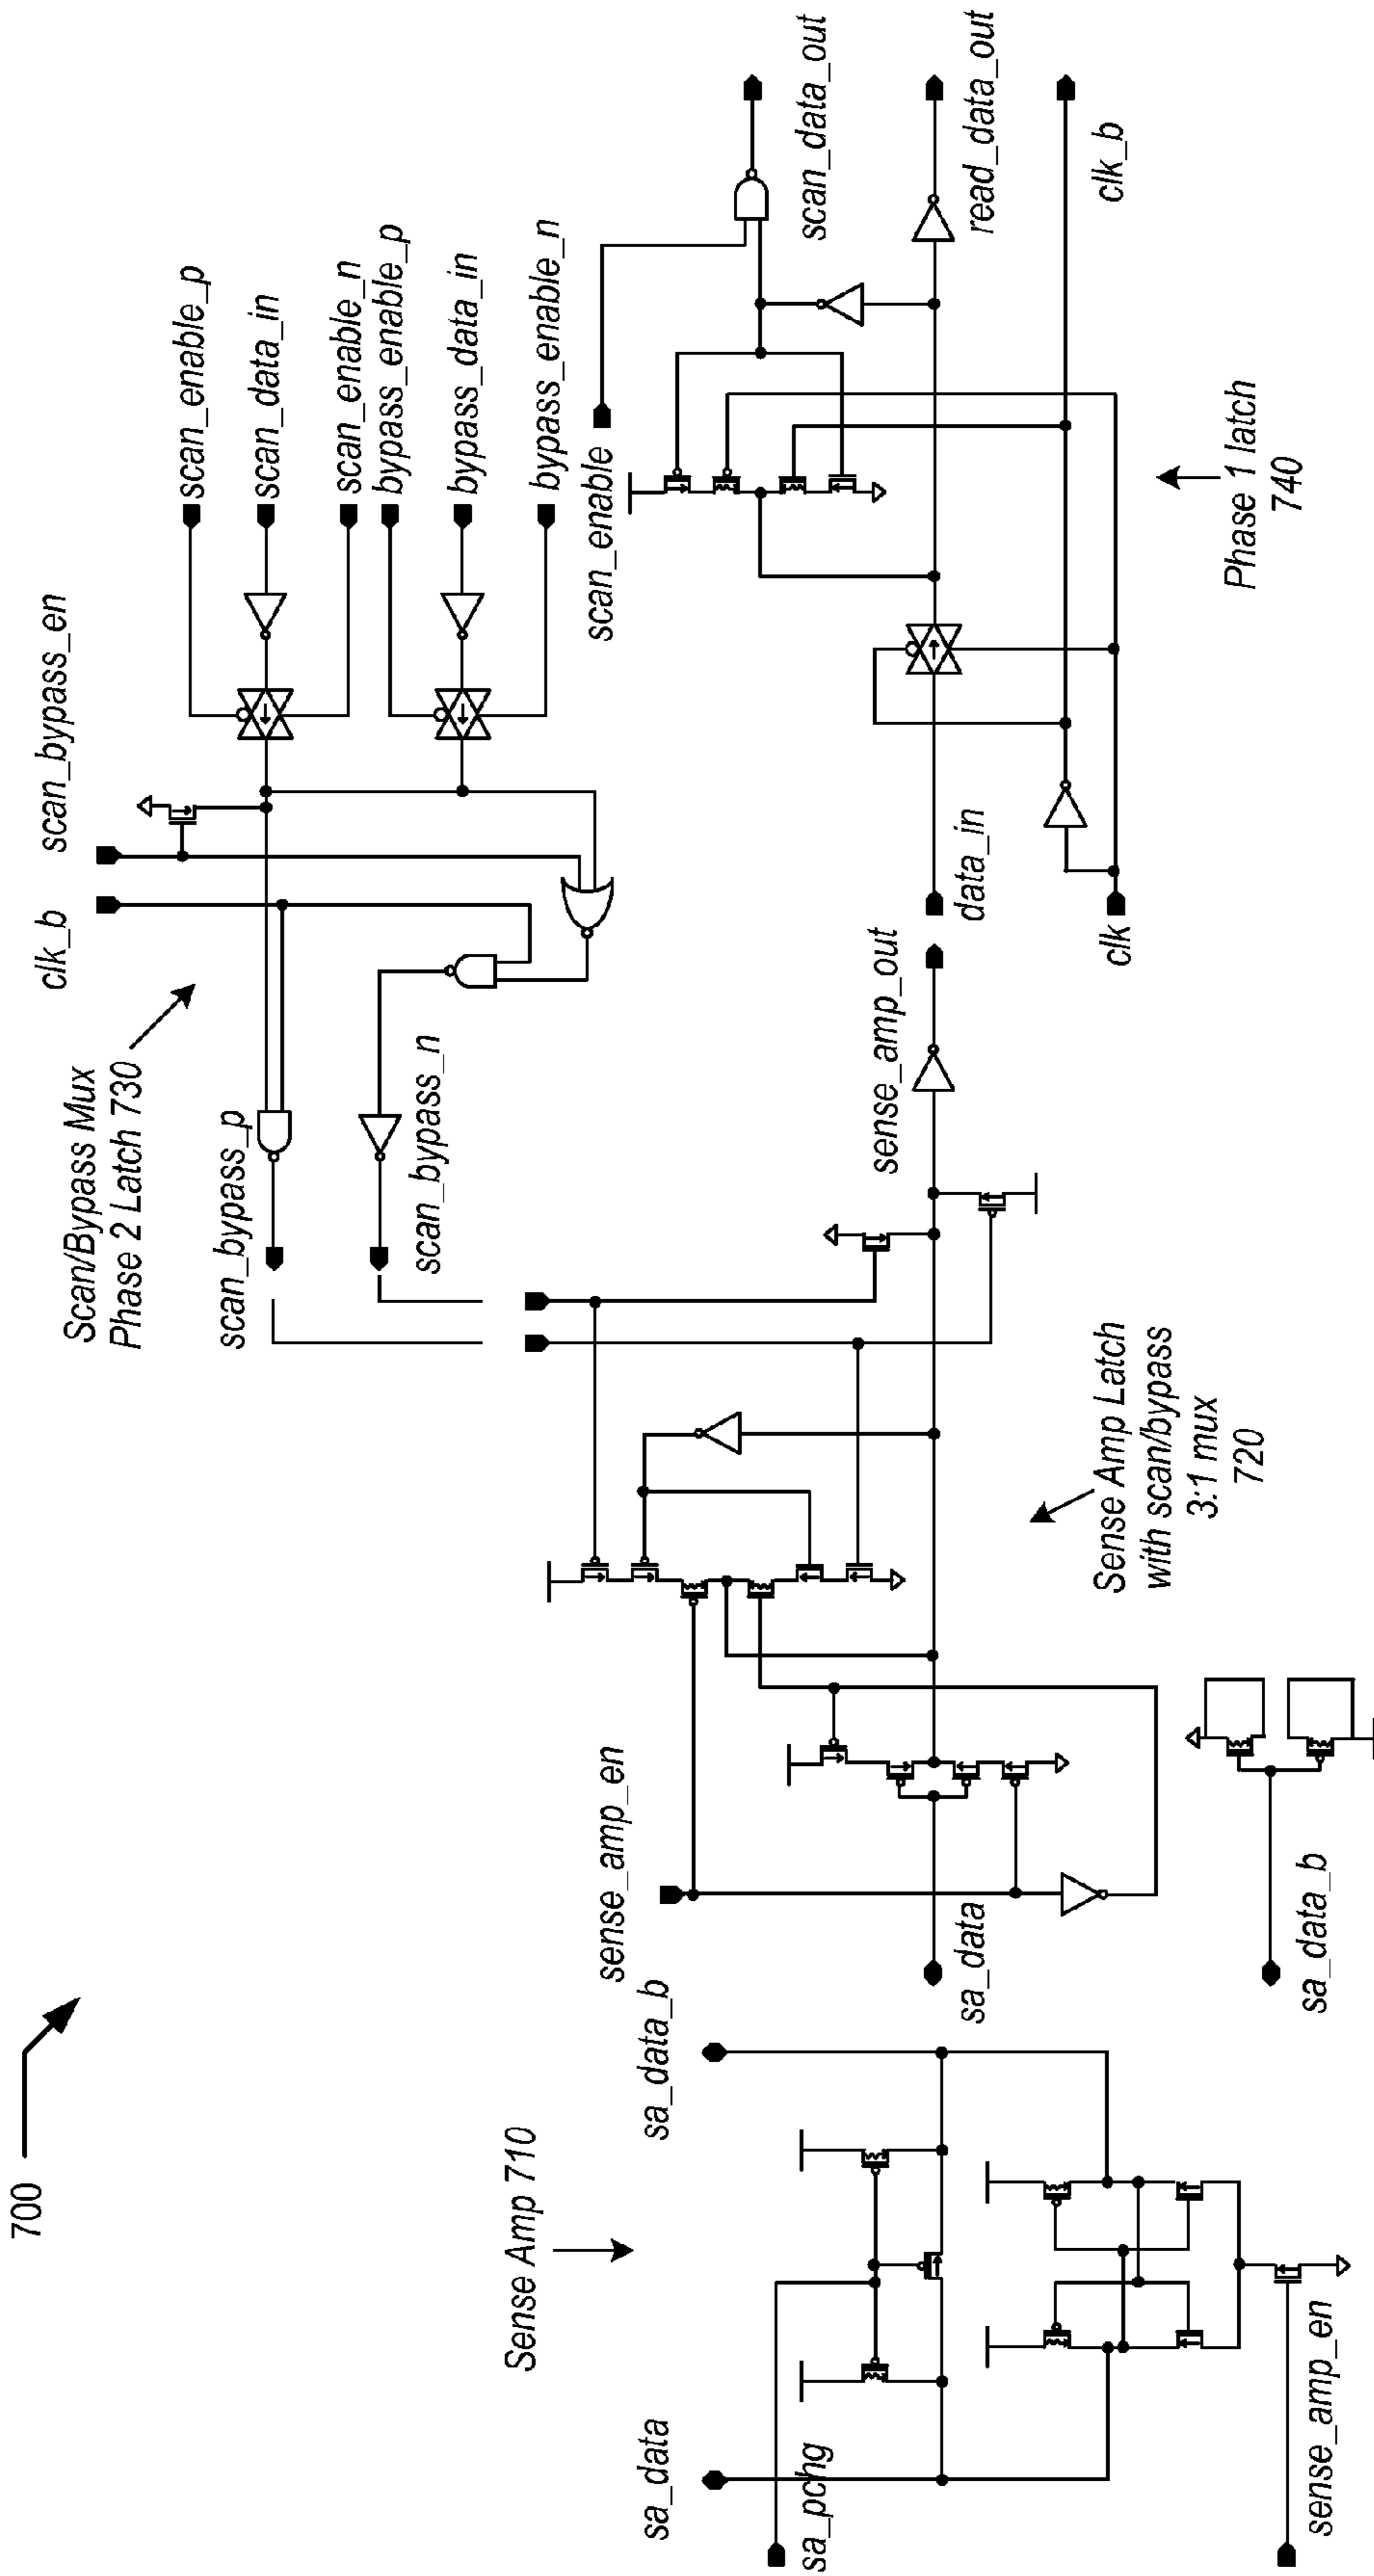 700
Sense Amp 710
sa_data
sa_data_b
sa_pchg
sense_amp_en
sense_amp_en
sa_data
sa_data_b
Sense Amp Latch
with scan/bypass
3:1 mux
720
sense_amp_out
Scan/Bypass Mux
Phase 2 Latch 730
scan_bypass_p
scan_bypass_n
clk_b
scan_bypass_en
scan_enable_p
scan_data_in
scan_enable_n
bypass_enable_p
bypass_data_in
bypass_enable_n
scan_enable
data_in
clk
Phase 1 latch
740
scan_data_out
read_data_out
clk_b